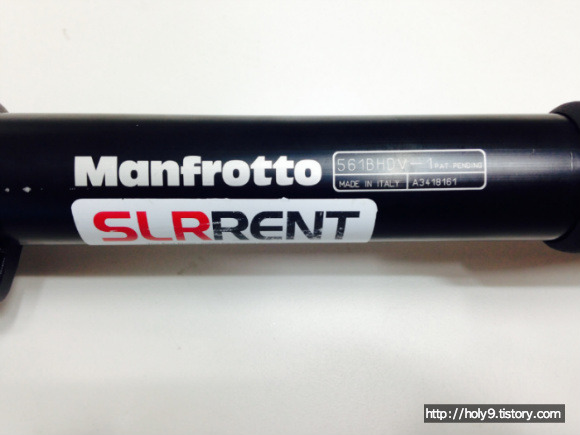 Manfrotto
561BHDV-1 PAT. PENDING
MADE IN ITALY A3418161
SLRRENT
http://holy9.tistory.com